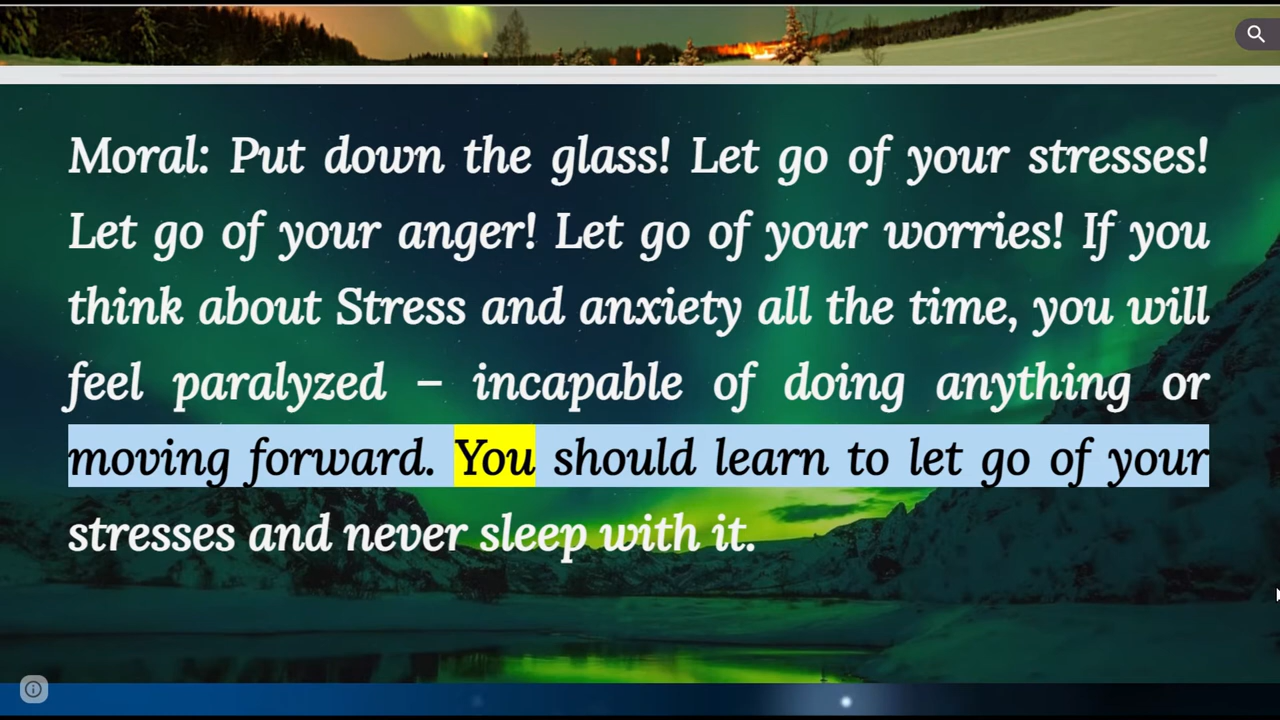 Moral: Put down the glass! Let go of your stresses!
Let go of your anger! Let go of your worries! If you
think about Stress and anxiety all the time, you will
feel paralyzed – incapable of doing anything or
moving forward. You should learn to let go of your
stresses and never sleep with it.